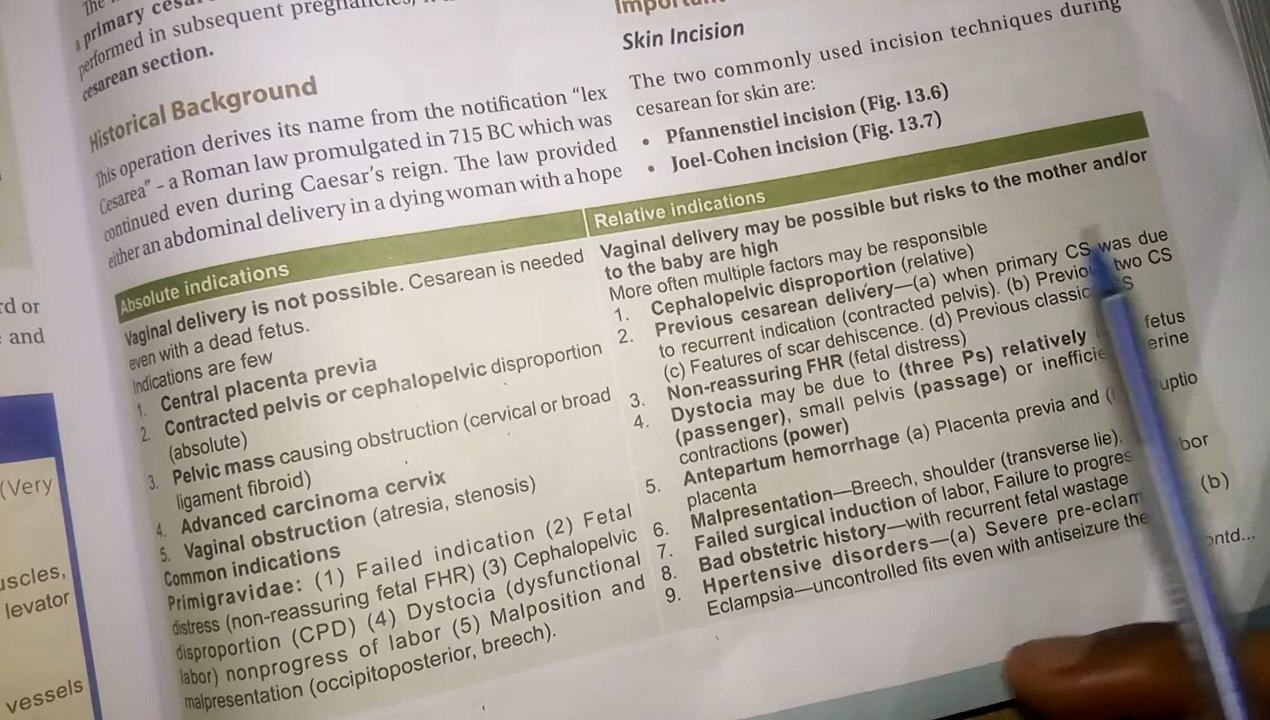 The
a primary cesar
performed in subsequent pregnancies, it
cesarean section.
Historical Background
This operation derives its name from the notification “lex
Cesarea” – a Roman law promulgated in 715 BC which was
continued even during Caesar's reign. The law provided
either an abdominal delivery in a dying woman with a hope
Important
Skin Incision
The two commonly used incision techniques during
cesarean for skin are:
• Pfannenstiel incision (Fig. 13.6)
• Joel-Cohen incision (Fig. 13.7)
Absolute indications
Vaginal delivery is not possible. Cesarean is needed
even with a dead fetus.
Indications are few
1. Central placenta previa
2. Contracted pelvis or cephalopelvic disproportion
(absolute)
3. Pelvic mass causing obstruction (cervical or broad
ligament fibroid)
4. Advanced carcinoma cervix
5. Vaginal obstruction (atresia, stenosis)
Common indications
Primigravidae: (1) Failed indication (2) Fetal
distress (non-reassuring fetal FHR) (3) Cephalopelvic
disproportion (CPD) (4) Dystocia (dysfunctional
labor) nonprogress of labor (5) Malposition and
malpresentation (occipitoposterior, breech).
Relative indications
Vaginal delivery may be possible but risks to the mother and/or
to the baby are high
More often multiple factors may be responsible
1. Cephalopelvic disproportion (relative)
2. Previous cesarean delivery—(a) when primary CS was due
to recurrent indication (contracted pelvis). (b) Previou two CS
(c) Features of scar dehiscence. (d) Previous classic S
3. Non-reassuring FHR (fetal distress)
4. Dystocia may be due to (three Ps) relatively fetus
(passenger), small pelvis (passage) or inefficie erine
contractions (power)
5. Antepartum hemorrhage (a) Placenta previa and ( uptio
placenta
6. Malpresentation—Breech, shoulder (transverse lie),
7. Failed surgical induction of labor, Failure to progres bor
8. Bad obstetric history—with recurrent fetal wastage
9. Hpertensive disorders—(a) Severe pre-eclam (b)
Eclampsia—uncontrolled fits even with antiseizure the
ontd...
rd or
and
(Very
uscles,
levator
vessels